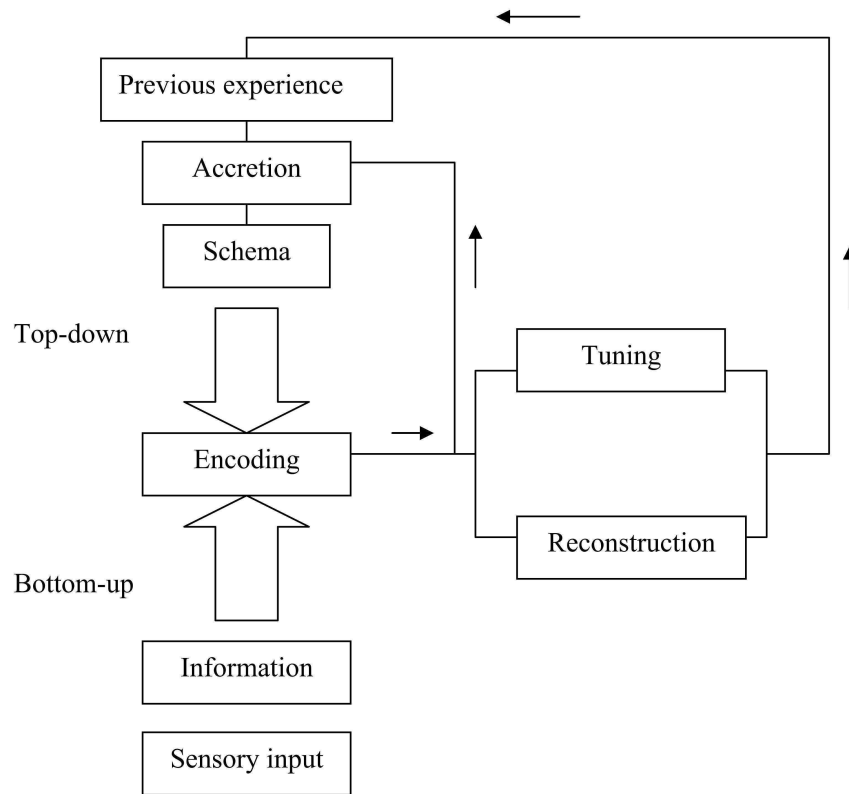 Previous experience
Accretion
Schema
Top-down
Tuning
Encoding
Reconstruction
Bottom-up
Information
Sensory input